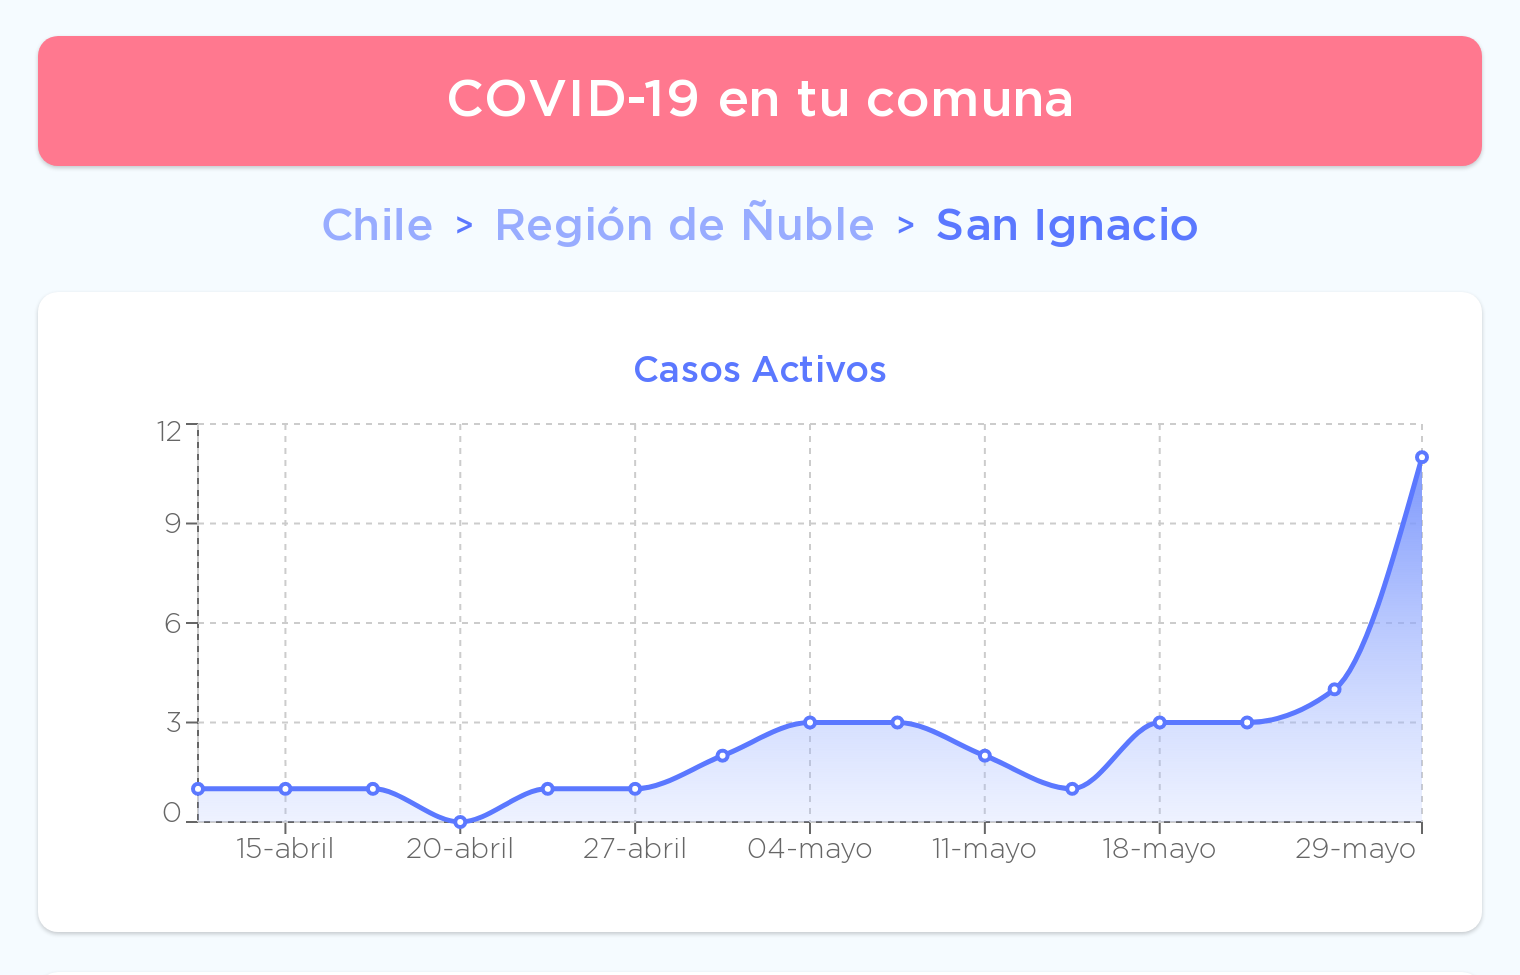 COVID-19 en tu comuna
Chile > Región de Ñuble > San Ignacio
Casos Activos
12
9
6
3
0
15-abril 20-abril 27-abril 04-mayo 11-mayo 18-mayo 29-mayo